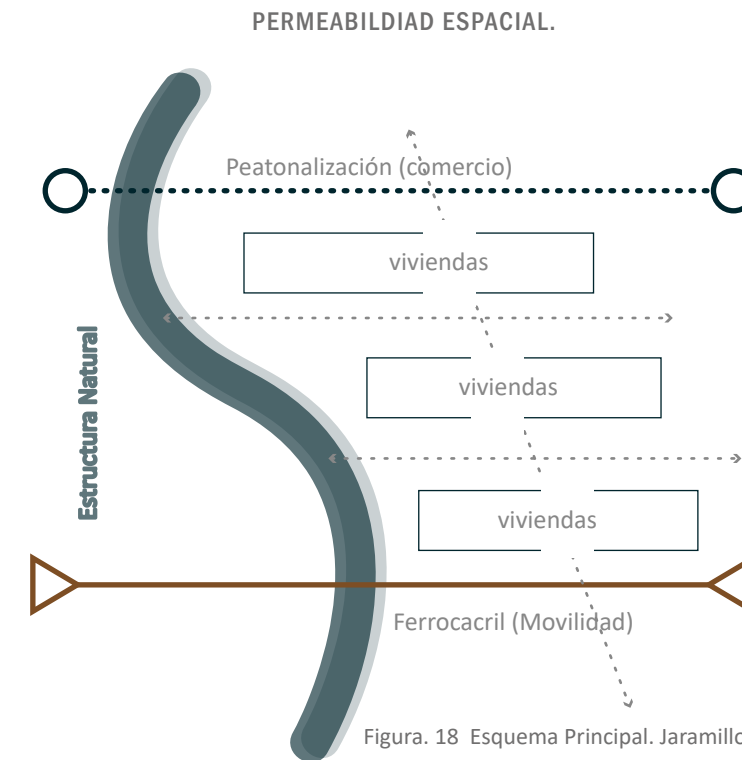 PERMEABILDIAD ESPACIAL.
Peatonalización (comercio)
viviendas
Estructura Natural
viviendas
viviendas
Ferrocacril (Movilidad)
Figura. 18 Esquema Principal. Jaramillo